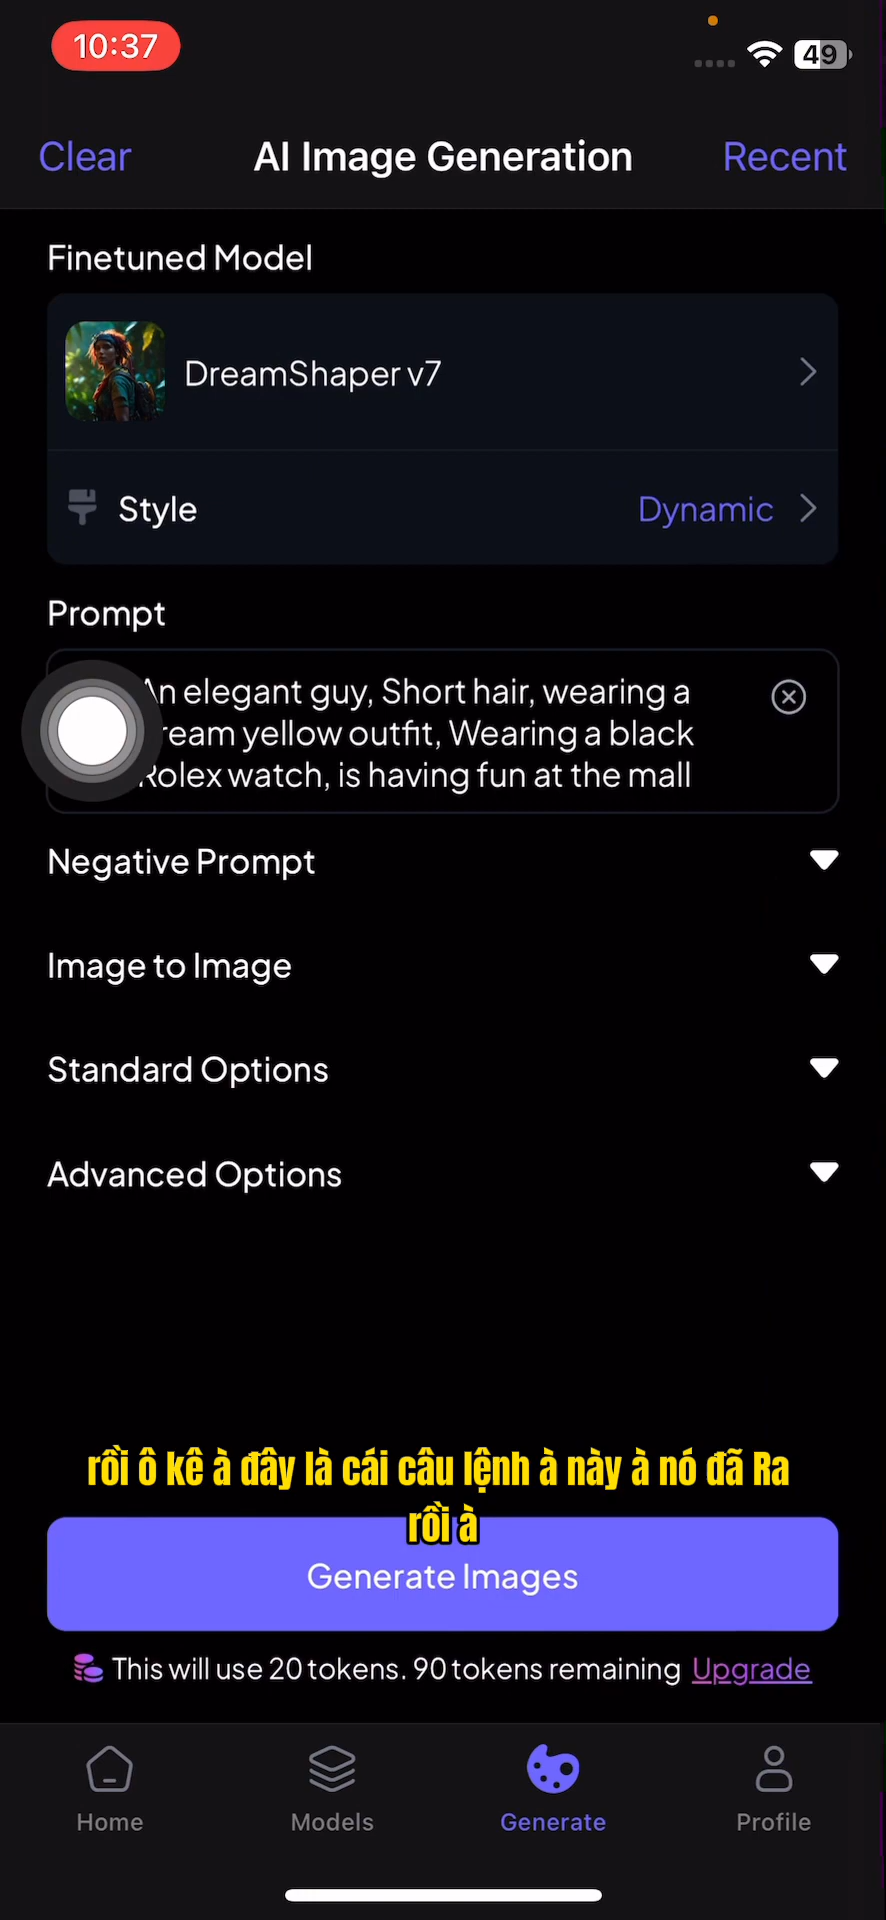 10:37
49
Clear
AI Image Generation
Recent
Finetuned Model
DreamShaper v7
Style
Dynamic
Prompt
An elegant guy, Short hair, wearing a
ream yellow outfit, Wearing a black
Rolex watch, is having fun at the mall
Negative Prompt
Image to Image
Standard Options
Advanced Options
rồi ô kê à đây là cái câu lệnh à này à nó đã Ra
rồi à
Generate Images
This will use 20 tokens. 90 tokens remaining Upgrade
Home
Models
Generate
Profile